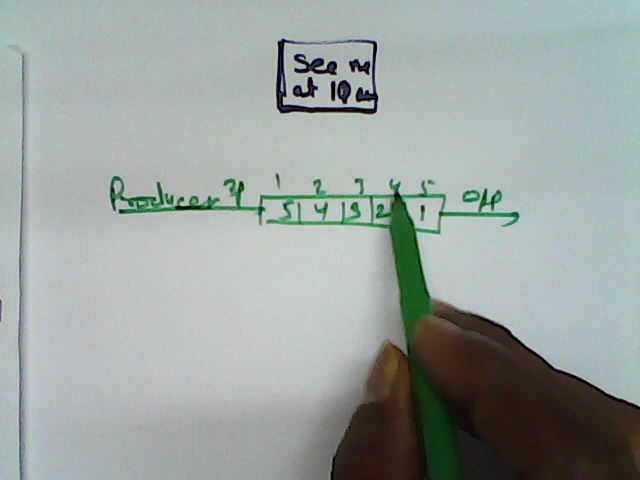 See me
at 10 am
1 2 3 4 5
Producer I/p
O/p
5 4 3 2 1